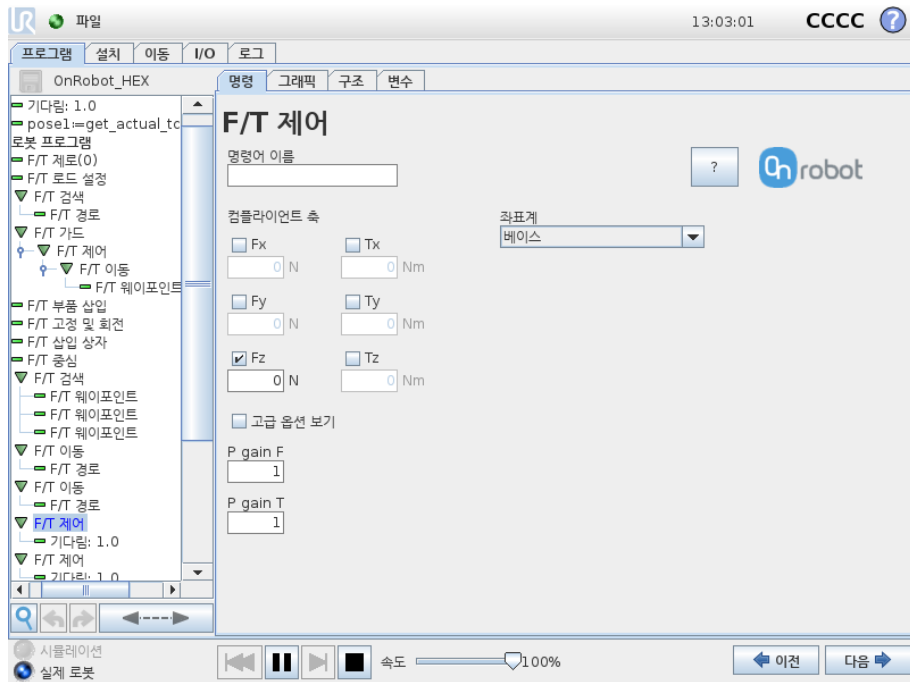 파일
13:03:01
CCCC
?
프로그램 설치 이동 I/O 로그
OnRobot_HEX
명령 그래픽 구조 변수
기다림: 1.0
pose1:=get_actual_tc
로봇 프로그램
F/T 제로(0)
F/T 로드 설정
F/T 검색
F/T 경로
F/T 가드
F/T 제어
F/T 이동
F/T 웨이포인트
F/T 부품 삽입
F/T 고정 및 회전
F/T 삽입 상자
F/T 중심
F/T 검색
F/T 웨이포인트
F/T 웨이포인트
F/T 웨이포인트
F/T 이동
F/T 경로
F/T 이동
F/T 경로
F/T 제어
기다림: 1.0
F/T 제어
기다림: 1.0
F/T 제어
명령어 이름
?
On robot
컴플라이언트 축
좌표계
베이스
Fx Tx
0 N 0 Nm
Fy Ty
0 N 0 Nm
Fz Tz
0 N 0 Nm
고급 옵션 보기
P gain F
1
P gain T
1
시뮬레이션
실제 로봇
속도 100%
이전 다음